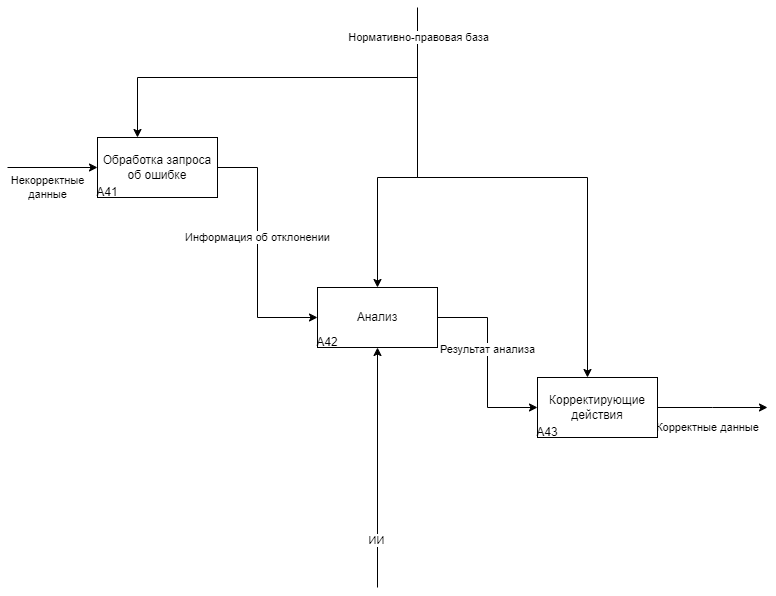 Нормативно-правовая база
Обработка запроса
об ошибке
A41
Некорректные
данные
Информация об отклонении
Анализ
A42
Результат анализа
Корректирующие
действия
A43
Корректные данные
ИИ